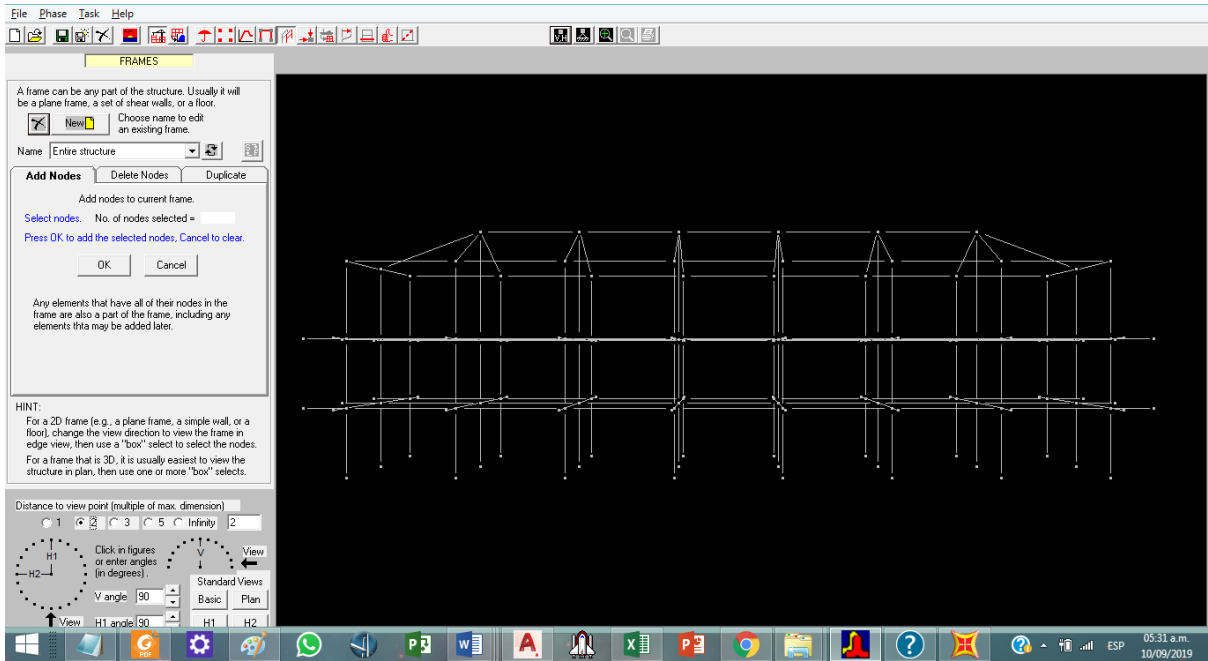 File Phase Task Help
FRAMES
A frame can be any part of the structure. Usually it will
be a plane frame, a set of shear walls, or a floor.
New
Choose name to edit
an existing frame.
Name Entire structure
Add Nodes Delete Nodes Duplicate
Add nodes to current frame.
Select nodes. No. of nodes selected =
Press OK to add the selected nodes, Cancel to clear.
OK Cancel
Any elements that have all of their nodes in the
frame are also a part of the frame, including any
elements thta may be added later.
HINT:
For a 2D frame (e.g., a plane frame, a simple wall, or a
floor), change the view direction to view the frame in
edge view, then use a "box" select to select the nodes.
For a frame that is 3D, it is usually easiest to view the
structure in plan, then use one or more "box" selects.
Distance to view point (multiple of max. dimension)
1 2 3 5 Infinity 2
H1
H2
Click in figures
or enter angles
(in degrees).
V
View
Standard Views
V angle 90
Basic Plan
View H1 angle 90
H1 H2
PDF
ESP
05:31 a.m.
10/09/2019